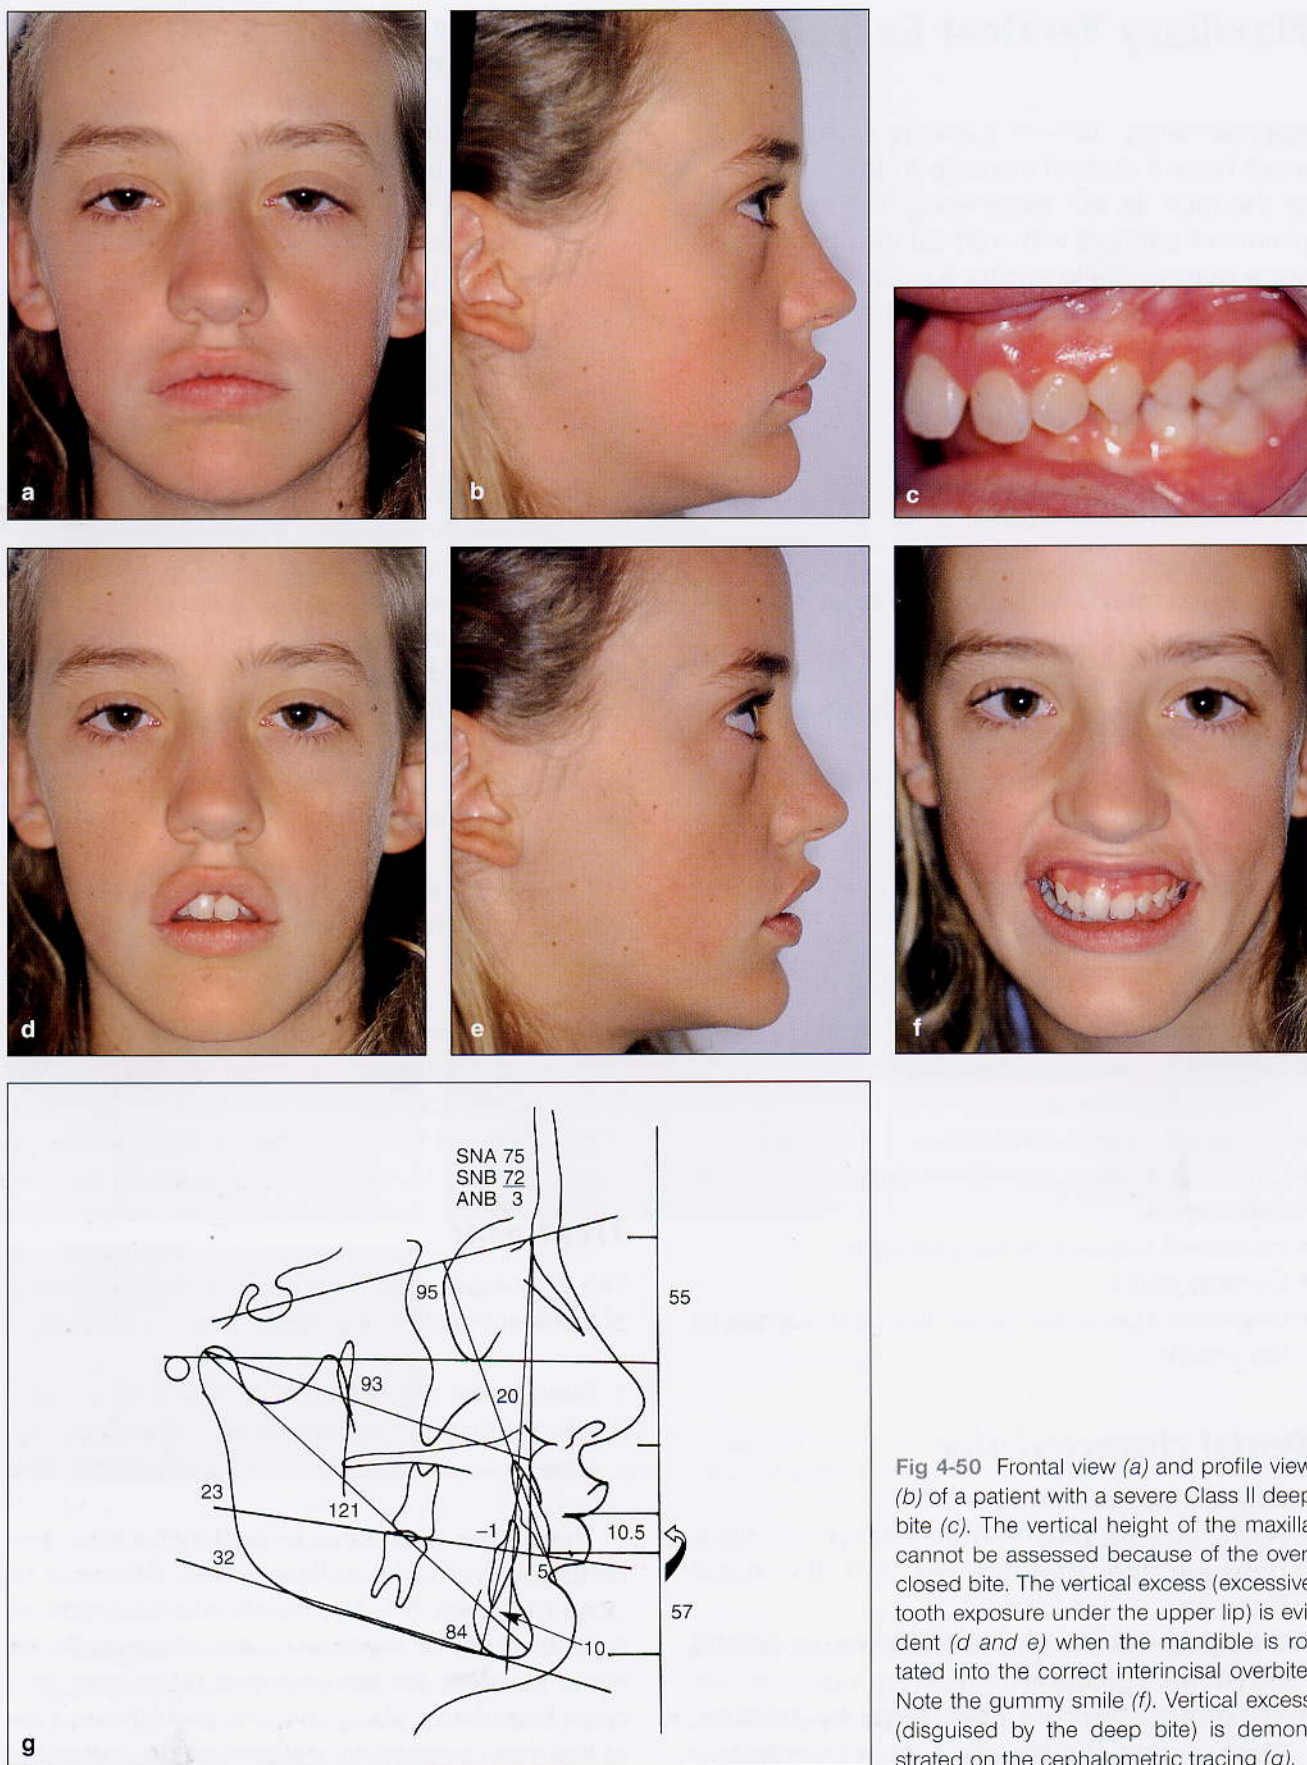 a
b
c
d
e
f
SNA 75
SNB 72
ANB 3
95
55
93
20
23
121
-1
10.5
32
5
57
84
10
g
Fig 4-50 Frontal view (a) and profile view
(b) of a patient with a severe Class II deep
bite (c). The vertical height of the maxilla
cannot be assessed because of the over-
closed bite. The vertical excess (excessive
tooth exposure under the upper lip) is evi-
dent (d and e) when the mandible is ro-
tated into the correct interincisal overbite.
Note the gummy smile (f). Vertical excess
(disguised by the deep bite) is demon-
strated on the cephalometric tracing (g).